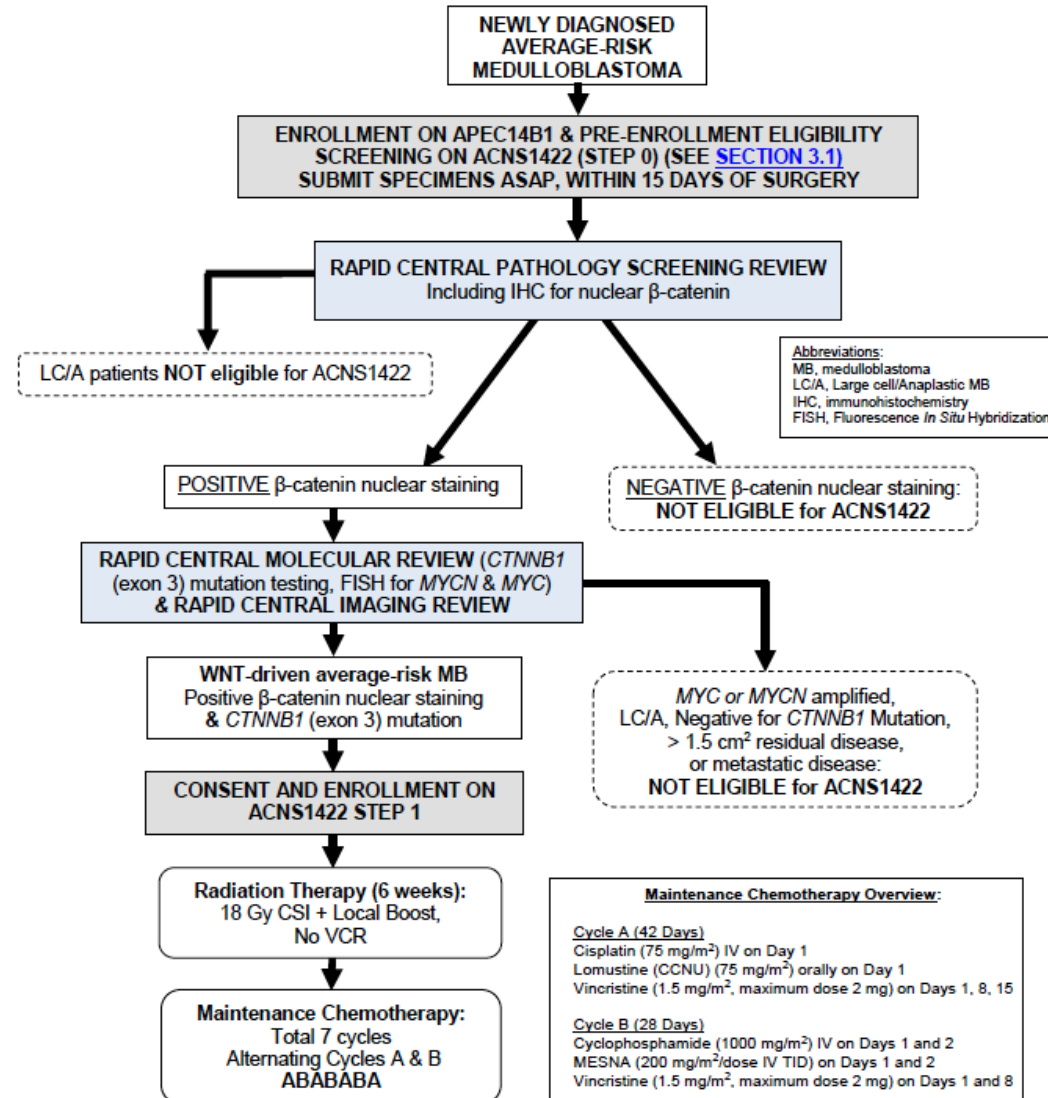 NEWLY DIAGNOSED
AVERAGE-RISK
MEDULLOBLASTOMA
ENROLLMENT ON APEC14B1 & PRE-ENROLLMENT ELIGIBILITY
SCREENING ON ACNS1422 (STEP 0) (SEE SECTION 3.1)
SUBMIT SPECIMENS ASAP, WITHIN 15 DAYS OF SURGERY
RAPID CENTRAL PATHOLOGY SCREENING REVIEW
Including IHC for nuclear β-catenin
LC/A patients NOT eligible for ACNS1422
Abbreviations:
MB, medulloblastoma
LC/A, Large cell/Anaplastic MB
IHC, immunohistochemistry
FISH, Fluorescence In Situ Hybridization
POSITIVE β-catenin nuclear staining
NEGATIVE β-catenin nuclear staining:
NOT ELIGIBLE for ACNS1422
RAPID CENTRAL MOLECULAR REVIEW (CTNNB1
(exon 3) mutation testing, FISH for MYCN & MYC)
& RAPID CENTRAL IMAGING REVIEW
WNT-driven average-risk MB
Positive β-catenin nuclear staining
& CTNNB1 (exon 3) mutation
MYC or MYCN amplified,
LC/A, Negative for CTNNB1 Mutation,
> 1.5 cm² residual disease,
or metastatic disease:
NOT ELIGIBLE for ACNS1422
CONSENT AND ENROLLMENT ON
ACNS1422 STEP 1
Radiation Therapy (6 weeks):
18 Gy CSI + Local Boost,
No VCR
Maintenance Chemotherapy:
Total 7 cycles
Alternating Cycles A & B
ABABABA
Maintenance Chemotherapy Overview:
Cycle A (42 Days)
Cisplatin (75 mg/m²) IV on Day 1
Lomustine (CCNU) (75 mg/m²) orally on Day 1
Vincristine (1.5 mg/m², maximum dose 2 mg) on Days 1, 8, 15
Cycle B (28 Days)
Cyclophosphamide (1000 mg/m²) IV on Days 1 and 2
MESNA (200 mg/m²/dose IV TID) on Days 1 and 2
Vincristine (1.5 mg/m², maximum dose 2 mg) on Days 1 and 8